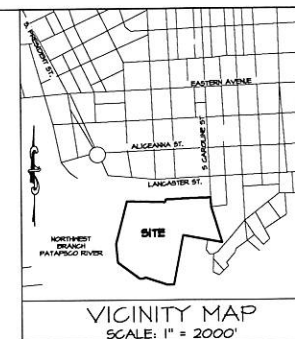 S. PRESIDENT ST.
EASTERN AVENUE
S CAROLINE ST
ALICEANNA ST.
LANCASTER ST.
NORTHWEST
BRANCH
PATAPSCO RIVER
SITE
VICINITY MAP
SCALE: 1" = 2000'